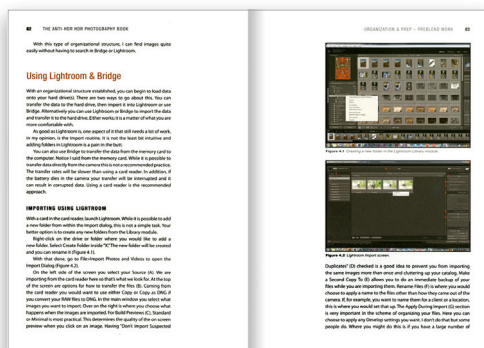 62 THE ANTI-HDR HDR PHOTOGRAPHY BOOK
With this type of organizational structure, I can find images quite
easily without having to search in Bridge or Lightroom.
Using Lightroom & Bridge
With an organizational structure established, you can begin to load data
onto your hard drive(s). There are two ways to go about this. You can
transfer the data to the hard drive, then import it into Lightroom or use
Bridge. Alternatively you can use Lightroom or Bridge to import the data
and transfer it to the hard drive. Either works; it is a matter of what you are
more comfortable with.
As good as Lightroom is, one aspect of it that still needs a lot of work,
in my opinion, is the Import routine. It is not the least bit intuitive and
adding folders in Lightroom is a pain in the butt.
You can also use Bridge to transfer the data from the memory card to
the computer. Notice I said from the memory card. While it is possible to
transfer data directly from the camera this is not a recommended practice.
The transfer rates will be slower than using a card reader. In addition, if
the battery dies in the camera your transfer will be interrupted and it
can result in corrupted data. Using a card reader is the recommended
approach.
IMPORTING USING LIGHTROOM
With a card in the card reader, launch Lightroom. While it is possible to add
a new folder from within the Import dialog, this is not a simple task. Your
better option is to create any new folders from the Library module.
Right-click on the drive or folder where you would like to add a
new folder. Select Create Folder Inside "X". The new folder will be created
and you can rename it (Figure 4.1).
With that done, go to File>Import Photos and Videos to open the
Import Dialog (Figure 4.2).
On the left side of the screen you select your Source (A). We are
importing from the card reader here so that's what we look for. At the top
of the screen are options for how to transfer the files (B). Coming from
the card reader you would want to use either Copy or Copy as DNG if
you convert your RAW files to DNG. In the main window you select what
images you want to import. Over on the right is where you choose what
happens when the images are imported. For Build Previews (C), Standard
or Minimal is most practical. This determines the quality of the on screen
preview when you click on an image. Having "Don't Import Suspected
ORGANIZATION & PREP – PREBLEND WORK 63
Figure 4.1 Creating a new folder in the Lightroom Library module.
Figure 4.2 Lightroom Import screen.
Duplicates" (D) checked is a good idea to prevent you from importing
the same images more than once and cluttering up your catalog. Make
a Second Copy To (E) allows you to do an immediate backup of your
files while you are importing them. Rename Files (F) is where you would
choose to apply a name to the files other than how they came out of the
camera. If, for example, you want to name them for a client or a location,
this is where you would set that up. The Apply During Import (G) section
is very important in the scheme of organizing your files. Here you can
choose to apply any Develop settings you want. I don't do that but some
people do. Where you might do this is if you have a large number of